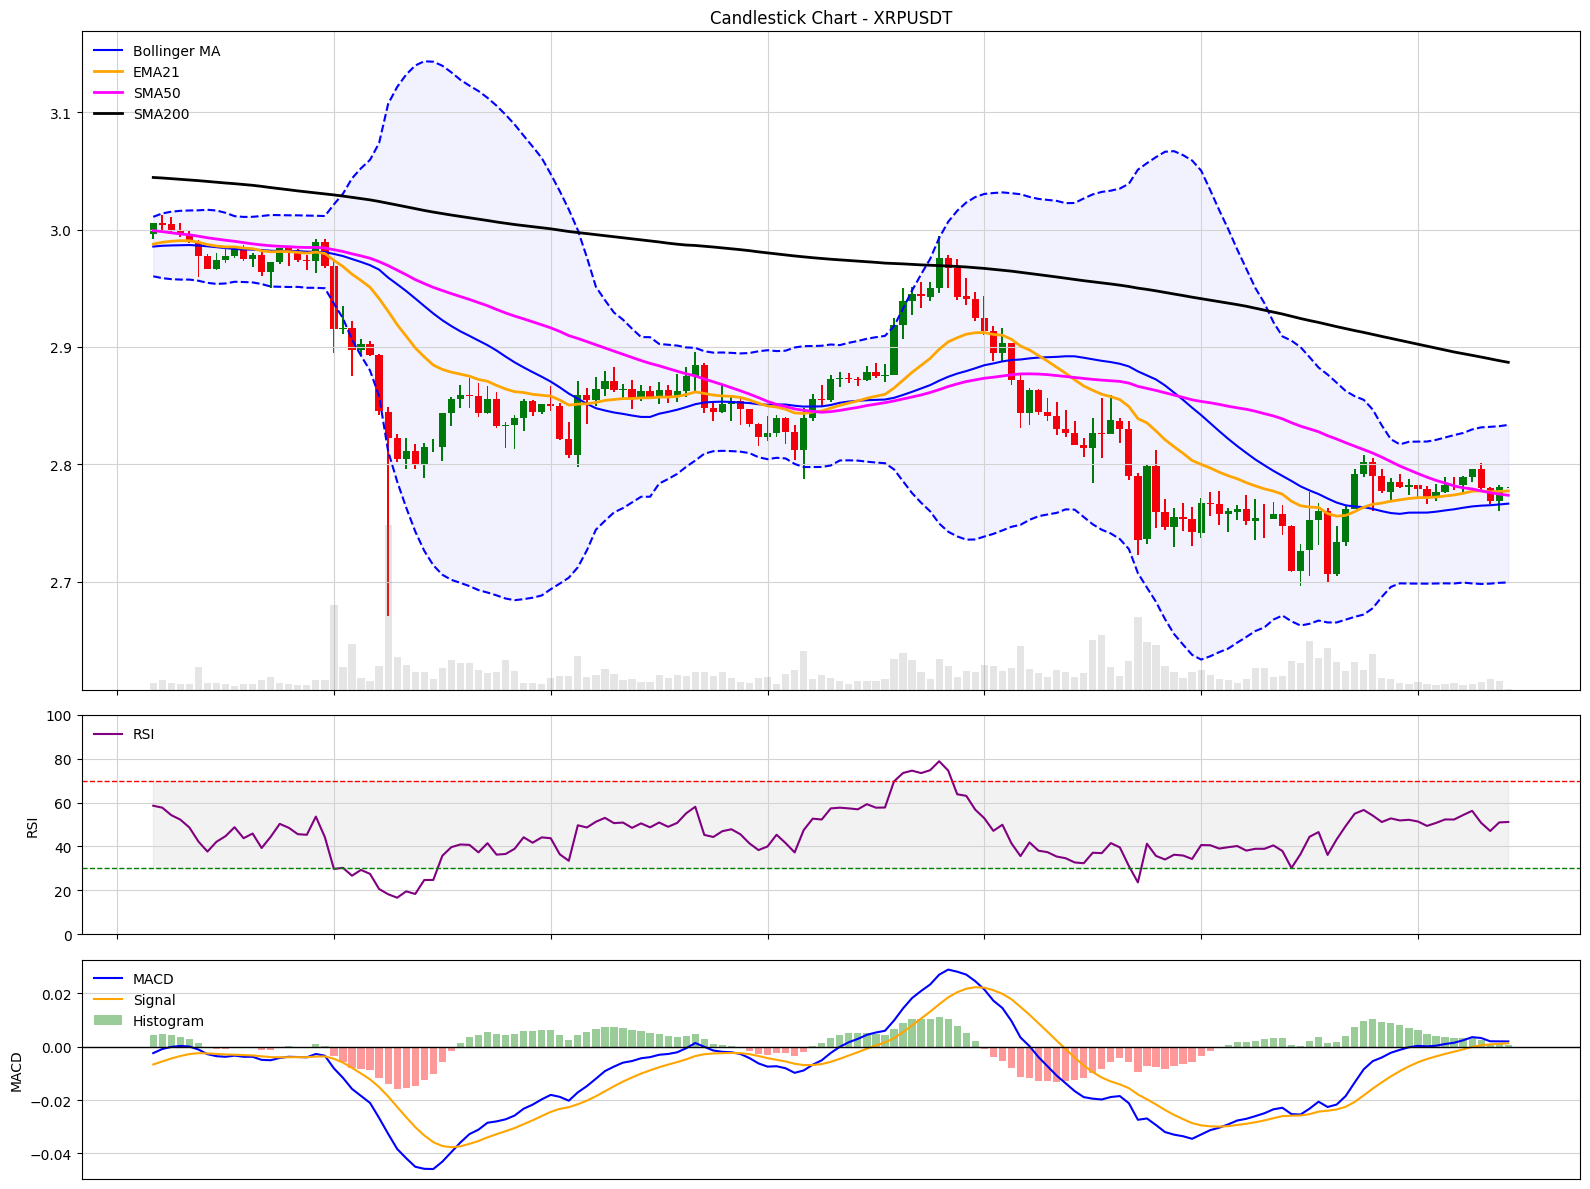 Candlestick Chart - XRPUSDT
Bollinger MA
EMA21
SMA50
SMA200
3.1
3.0
2.9
2.8
2.7
RSI
100
80
60
40
20
0
RSI
MACD
Signal
Histogram
0.02
0.00
−0.02
−0.04
MACD